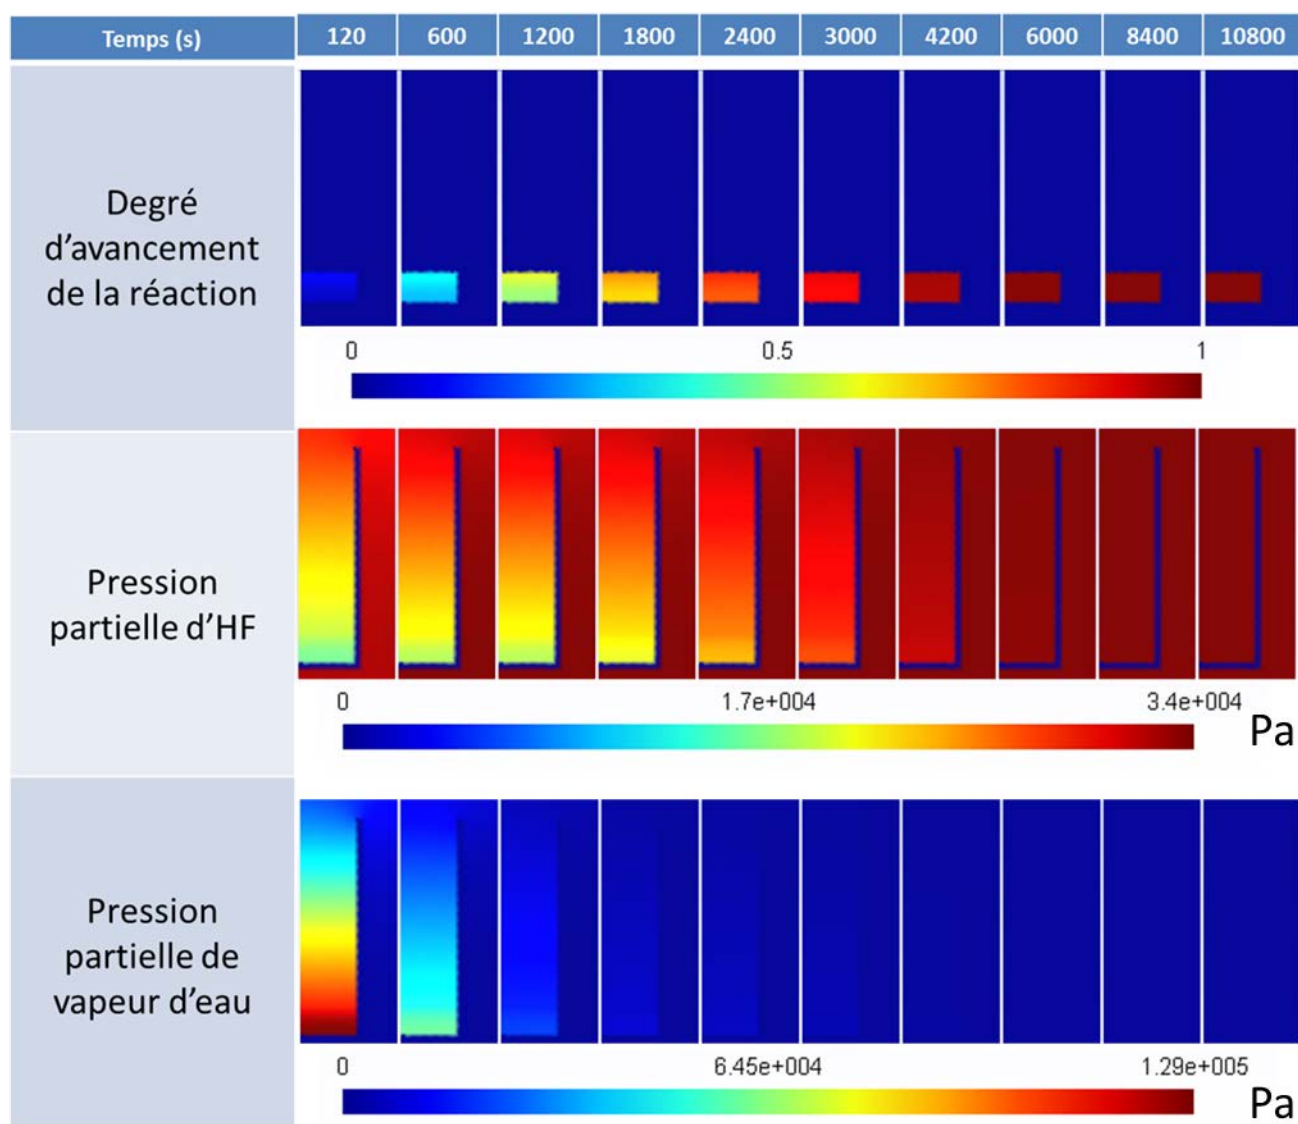 Temps (s) 120 600 1200 1800 2400 3000 4200 6000 8400 10800
Degré
d'avancement
de la réaction
0 0.5 1
Pression
partielle d'HF
0 1.7e+004 3.4e+004
Pa
Pression
partielle de
vapeur d'eau
0 6.45e+004 1.29e+005
Pa